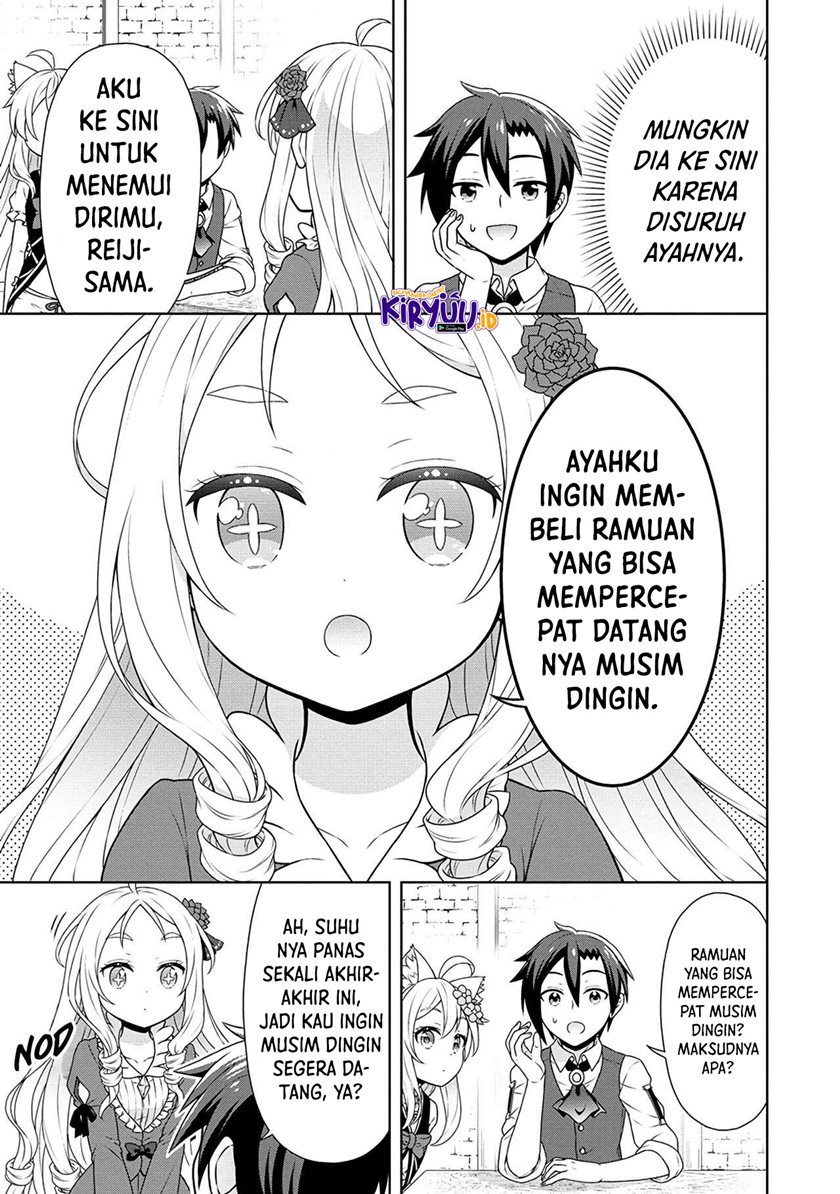 MUNGKIN
DIA KE SINI
KARENA
DISURUH
AYAHNYA.
AKU
KE SINI
UNTUK
MENEMUI
DIRIMU,
REIJI-
SAMA.
KIRYUU.ID
AYAHKU
INGIN MEM-
BELI RAMUAN
YANG BISA
MEMPERCE-
PAT DATANG
NYA MUSIM
DINGIN.
RAMUAN
YANG BISA
MEMPERCE-
PAT MUSIM
DINGIN?
MAKSUDNYA
APA?
AH, SUHU
NYA PANAS
SEKALI AKHIR-
AKHIR INI,
JADI KAU INGIN
MUSIM DINGIN
SEGERA DA-
TANG, YA?
NOD